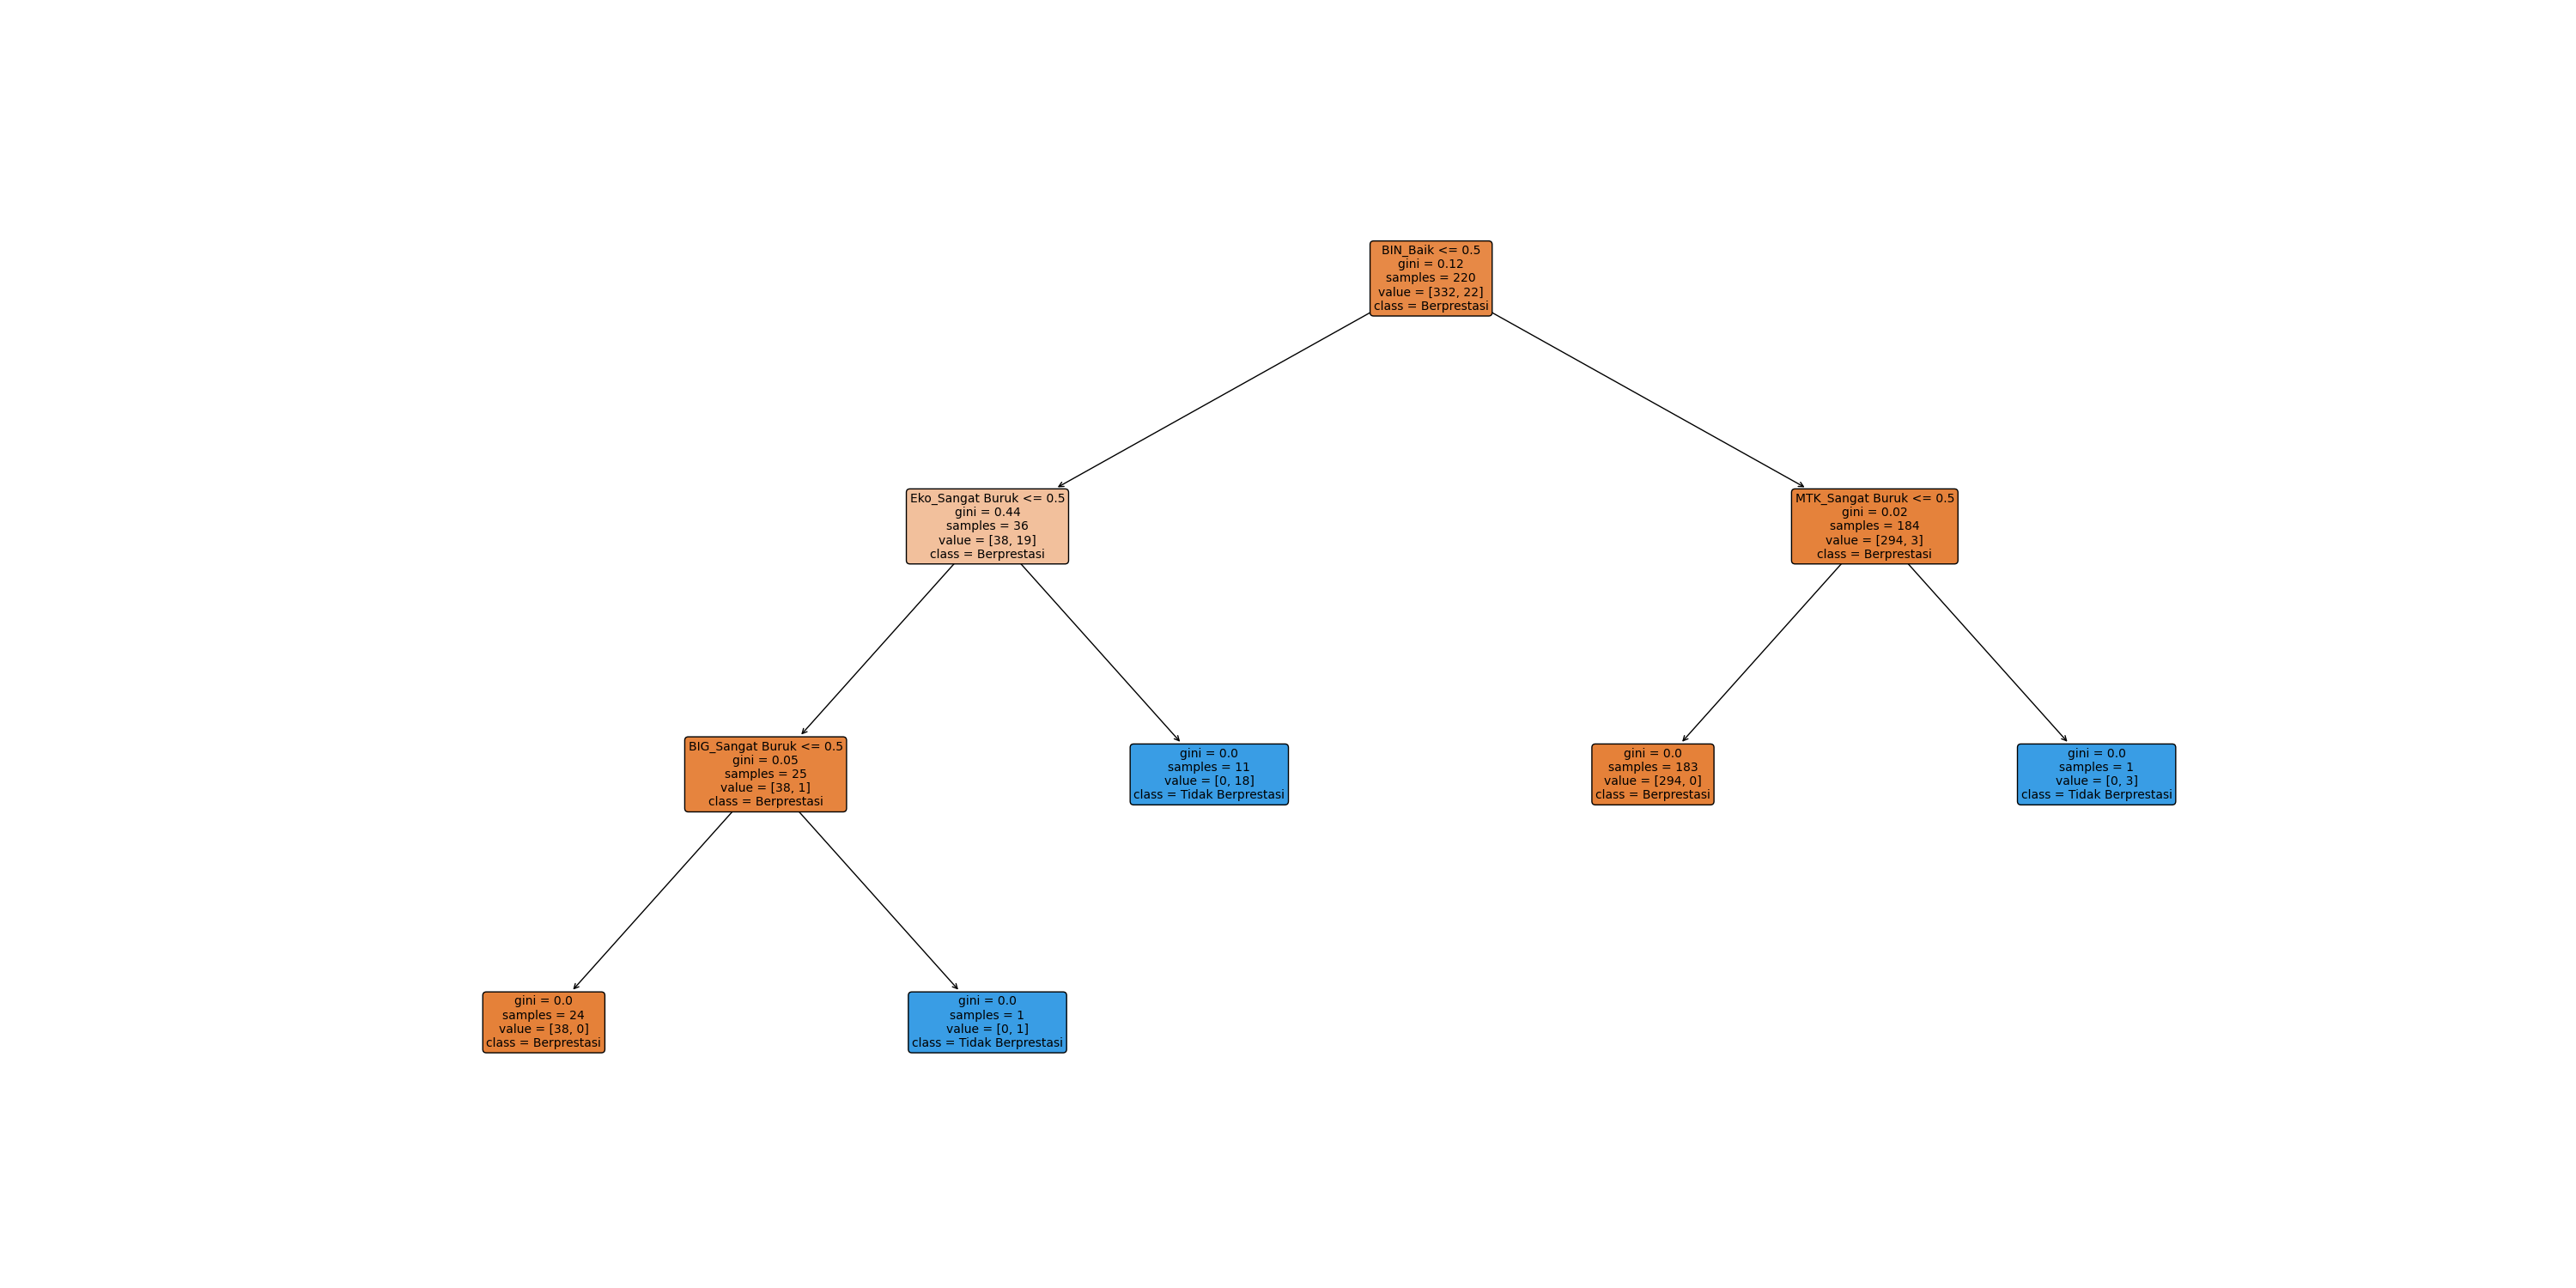 BIN_Baik <= 0.5
gini = 0.12
samples = 220
value = [332, 22]
class = Berprestasi
Eko_Sangat Buruk <= 0.5
gini = 0.44
samples = 36
value = [38, 19]
class = Berprestasi
MTK_Sangat Buruk <= 0.5
gini = 0.02
samples = 184
value = [294, 3]
class = Berprestasi
BIG_Sangat Buruk <= 0.5
gini = 0.05
samples = 25
value = [38, 1]
class = Berprestasi
gini = 0.0
samples = 11
value = [0, 18]
class = Tidak Berprestasi
gini = 0.0
samples = 183
value = [294, 0]
class = Berprestasi
gini = 0.0
samples = 1
value = [0, 3]
class = Tidak Berprestasi
gini = 0.0
samples = 24
value = [38, 0]
class = Berprestasi
gini = 0.0
samples = 1
value = [0, 1]
class = Tidak Berprestasi